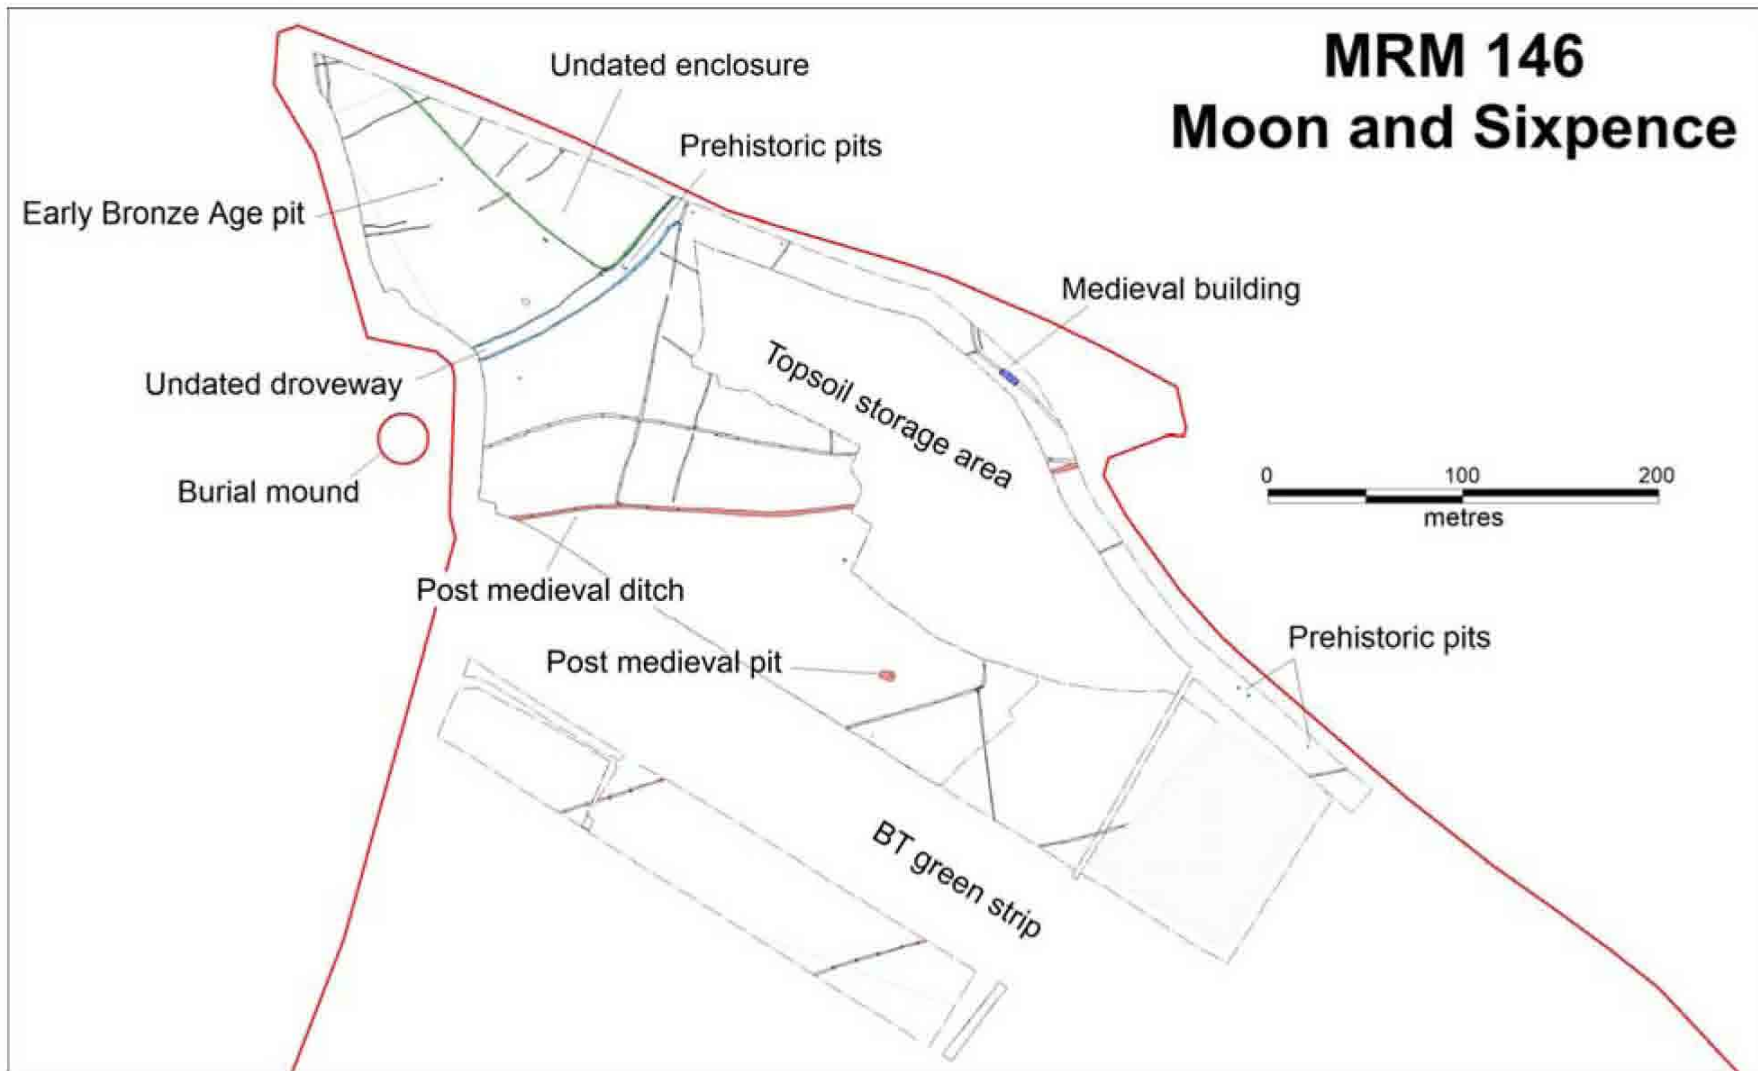 MRM 146
Moon and Sixpence
Undated enclosure
Prehistoric pits
Early Bronze Age pit
Medieval building
Topsoil storage area
Undated droveway
Burial mound
0 100 200
metres
Post medieval ditch
Post medieval pit
Prehistoric pits
BT green strip